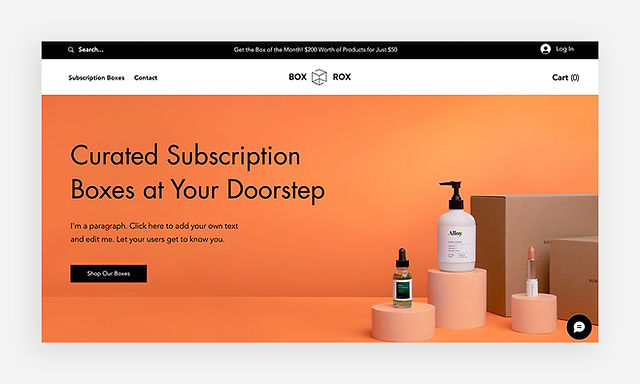 Search...
Get the Box of the Month! $200 Worth of Products for Just $50
Log In
Subscription Boxes
Contact
BOX ROX
Cart (0)
Curated Subscription
Boxes at Your Doorstep
I'm a paragraph. Click here to add your own text
and edit me. Let your users get to know you.
Shop Our Boxes
Alloy